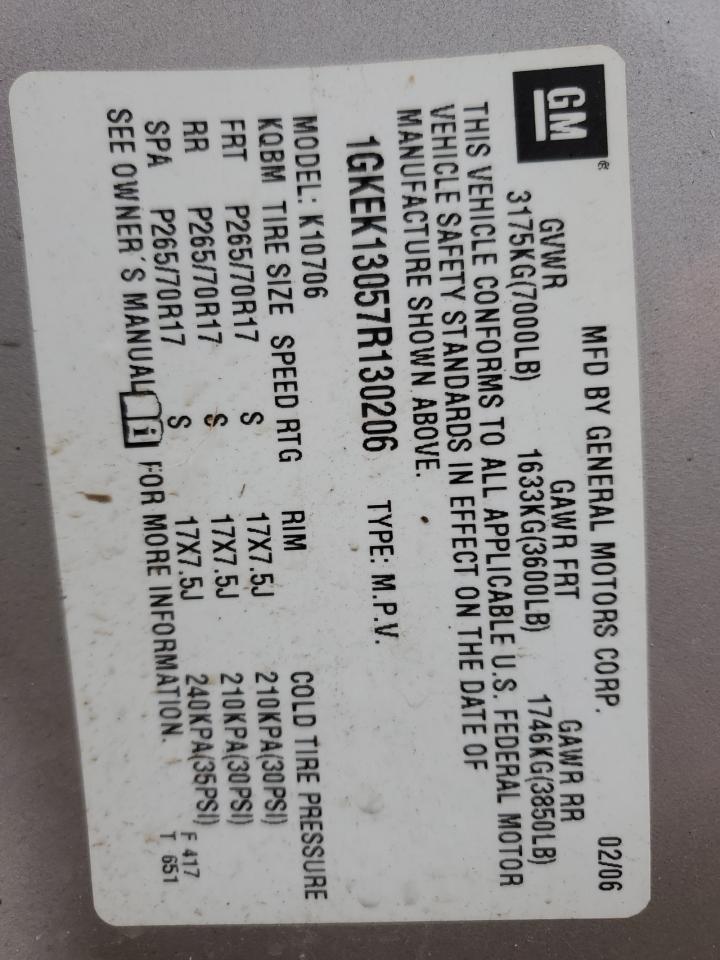 GM®
MFD BY GENERAL MOTORS CORP. 02/06
GVWR GAWR FRT GAWR RR
3175KG(7000LB) 1633KG(3600LB) 1746KG(3850LB)
THIS VEHICLE CONFORMS TO ALL APPLICABLE U.S. FEDERAL MOTOR
VEHICLE SAFETY STANDARDS IN EFFECT ON THE DATE OF
MANUFACTURE SHOWN ABOVE.
1GKEK13057R130206 TYPE: M.P.V.
MODEL: K10706
KQBM TIRE SIZE SPEED RTG RIM COLD TIRE PRESSURE
FRT P265/70R17 S 17X7.5J 210KPA(30PSI)
RR P265/70R17 S 17X7.5J 210KPA(30PSI)
SPA P265/70R17 S 17X7.5J 240KPA(35PSI) F 417
SEE OWNER´S MANUAL i FOR MORE INFORMATION. T 651